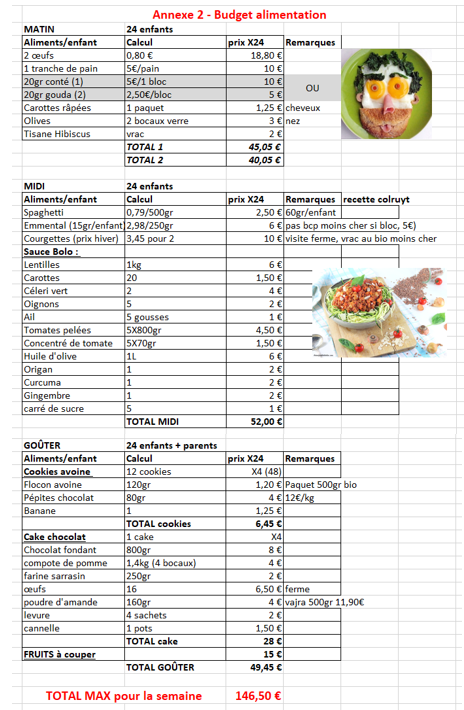 Annexe 2 - Budget alimentation
MATIN 24 enfants
Aliments/enfant Calcul prix X24 Remarques
2 œufs 0,80 € 18,80 €
1 tranche de pain 5€/pain 10 €
20gr conté (1) 5€/1 bloc 10 € OU
20gr gouda (2) 2,50€/bloc 5 €
Carottes râpées 1 paquet 1,25 € cheveux
Olives 2 bocaux verre 3 € nez
Tisane Hibiscus vrac 2 €
TOTAL 1 45,05 €
TOTAL 2 40,05 €
MIDI 24 enfants
Aliments/enfant Calcul prix X24 Remarques recette colruyt
Spaghetti 0,79/500gr 2,50 € 60gr/enfant
Emmental (15gr/enfant) 2,98/250gr 6 € pas bcp moins cher si bloc, 5€)
Courgettes (prix hiver) 3,45 pour 2 10 € visite ferme, vrac au bio moins cher
Sauce Bolo :
Lentilles 1kg 6 €
Carottes 20 1,50 €
Céleri vert 2 4 €
Oignons 5 2 €
Ail 5 gousses 1 €
Tomates pelées 5X800gr 4,50 €
Concentré de tomate 5X70gr 1,50 €
Huile d'olive 1L 6 €
Origan 1 2 €
Curcuma 1 2 €
Gingembre 1 2 €
carré de sucre 5 1 €
TOTAL MIDI 52,00 €
GOÛTER 24 enfants + parents
Aliments/enfant Calcul prix X24 Remarques
Cookies avoine 12 cookies X4 (48)
Flocon avoine 120gr 1,20 € Paquet 500gr bio
Pépites chocolat 80gr 4 € 12€/kg
Banane 1 1,25 €
TOTAL cookies 6,45 €
Cake chocolat 1 cake X4
Chocolat fondant 800gr 8 €
compote de pomme 1,4kg (4 bocaux) 4 €
farine sarrasin 250gr 2 €
œufs 16 6,50 € ferme
poudre d'amande 160gr 4 € vajra 500gr 11,90€
levure 4 sachets 2 €
cannelle 1 pots 1,50 €
TOTAL cake 28 €
FRUITS à couper 15 €
TOTAL GOÛTER 49,45 €
TOTAL MAX pour la semaine 146,50 €